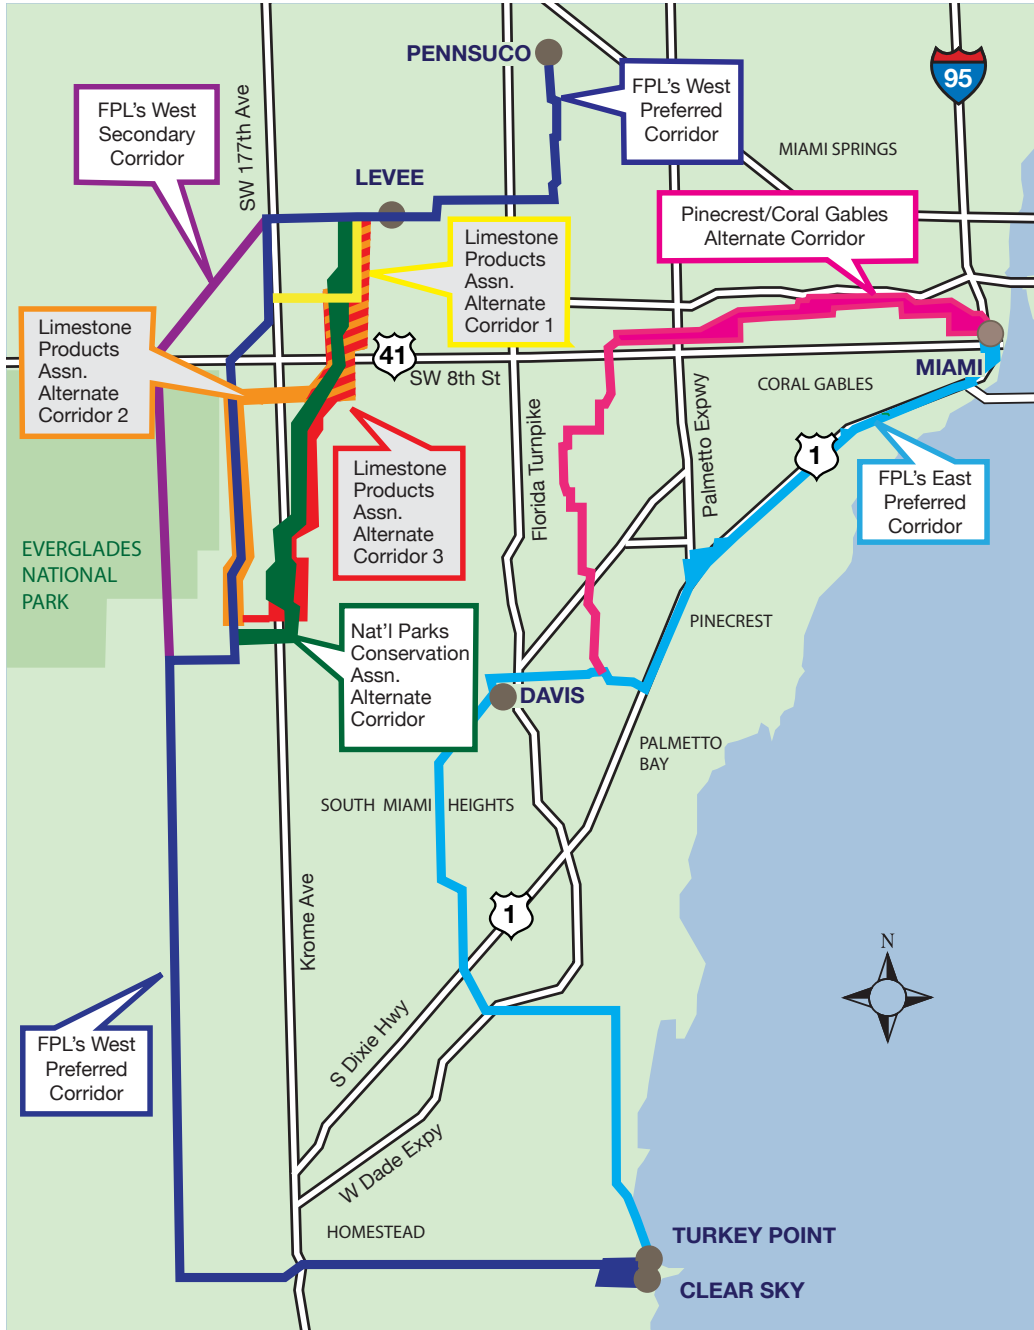 PENNSUCO
FPL's West
Preferred
Corridor
95
FPL's West
Secondary
Corridor
SW 177th Ave
MIAMI SPRINGS
LEVEE
Pinecrest/Coral Gables
Alternate Corridor
Limestone
Products
Assn.
Alternate
Corridor 1
Limestone
Products
Assn.
Alternate
Corridor 2
41
SW 8th St
MIAMI
CORAL GABLES
Florida Turnpike
Palmetto Expwy
1
Limestone
Products
Assn.
Alternate
Corridor 3
FPL's East
Preferred
Corridor
EVERGLADES
NATIONAL
PARK
PINECREST
Nat'l Parks
Conservation
Assn.
Alternate
Corridor
DAVIS
PALMETTO
BAY
SOUTH MIAMI HEIGHTS
Krome Ave
1
N
FPL's West
Preferred
Corridor
S Dixie Hwy
W Dade Expy
HOMESTEAD
TURKEY POINT
CLEAR SKY